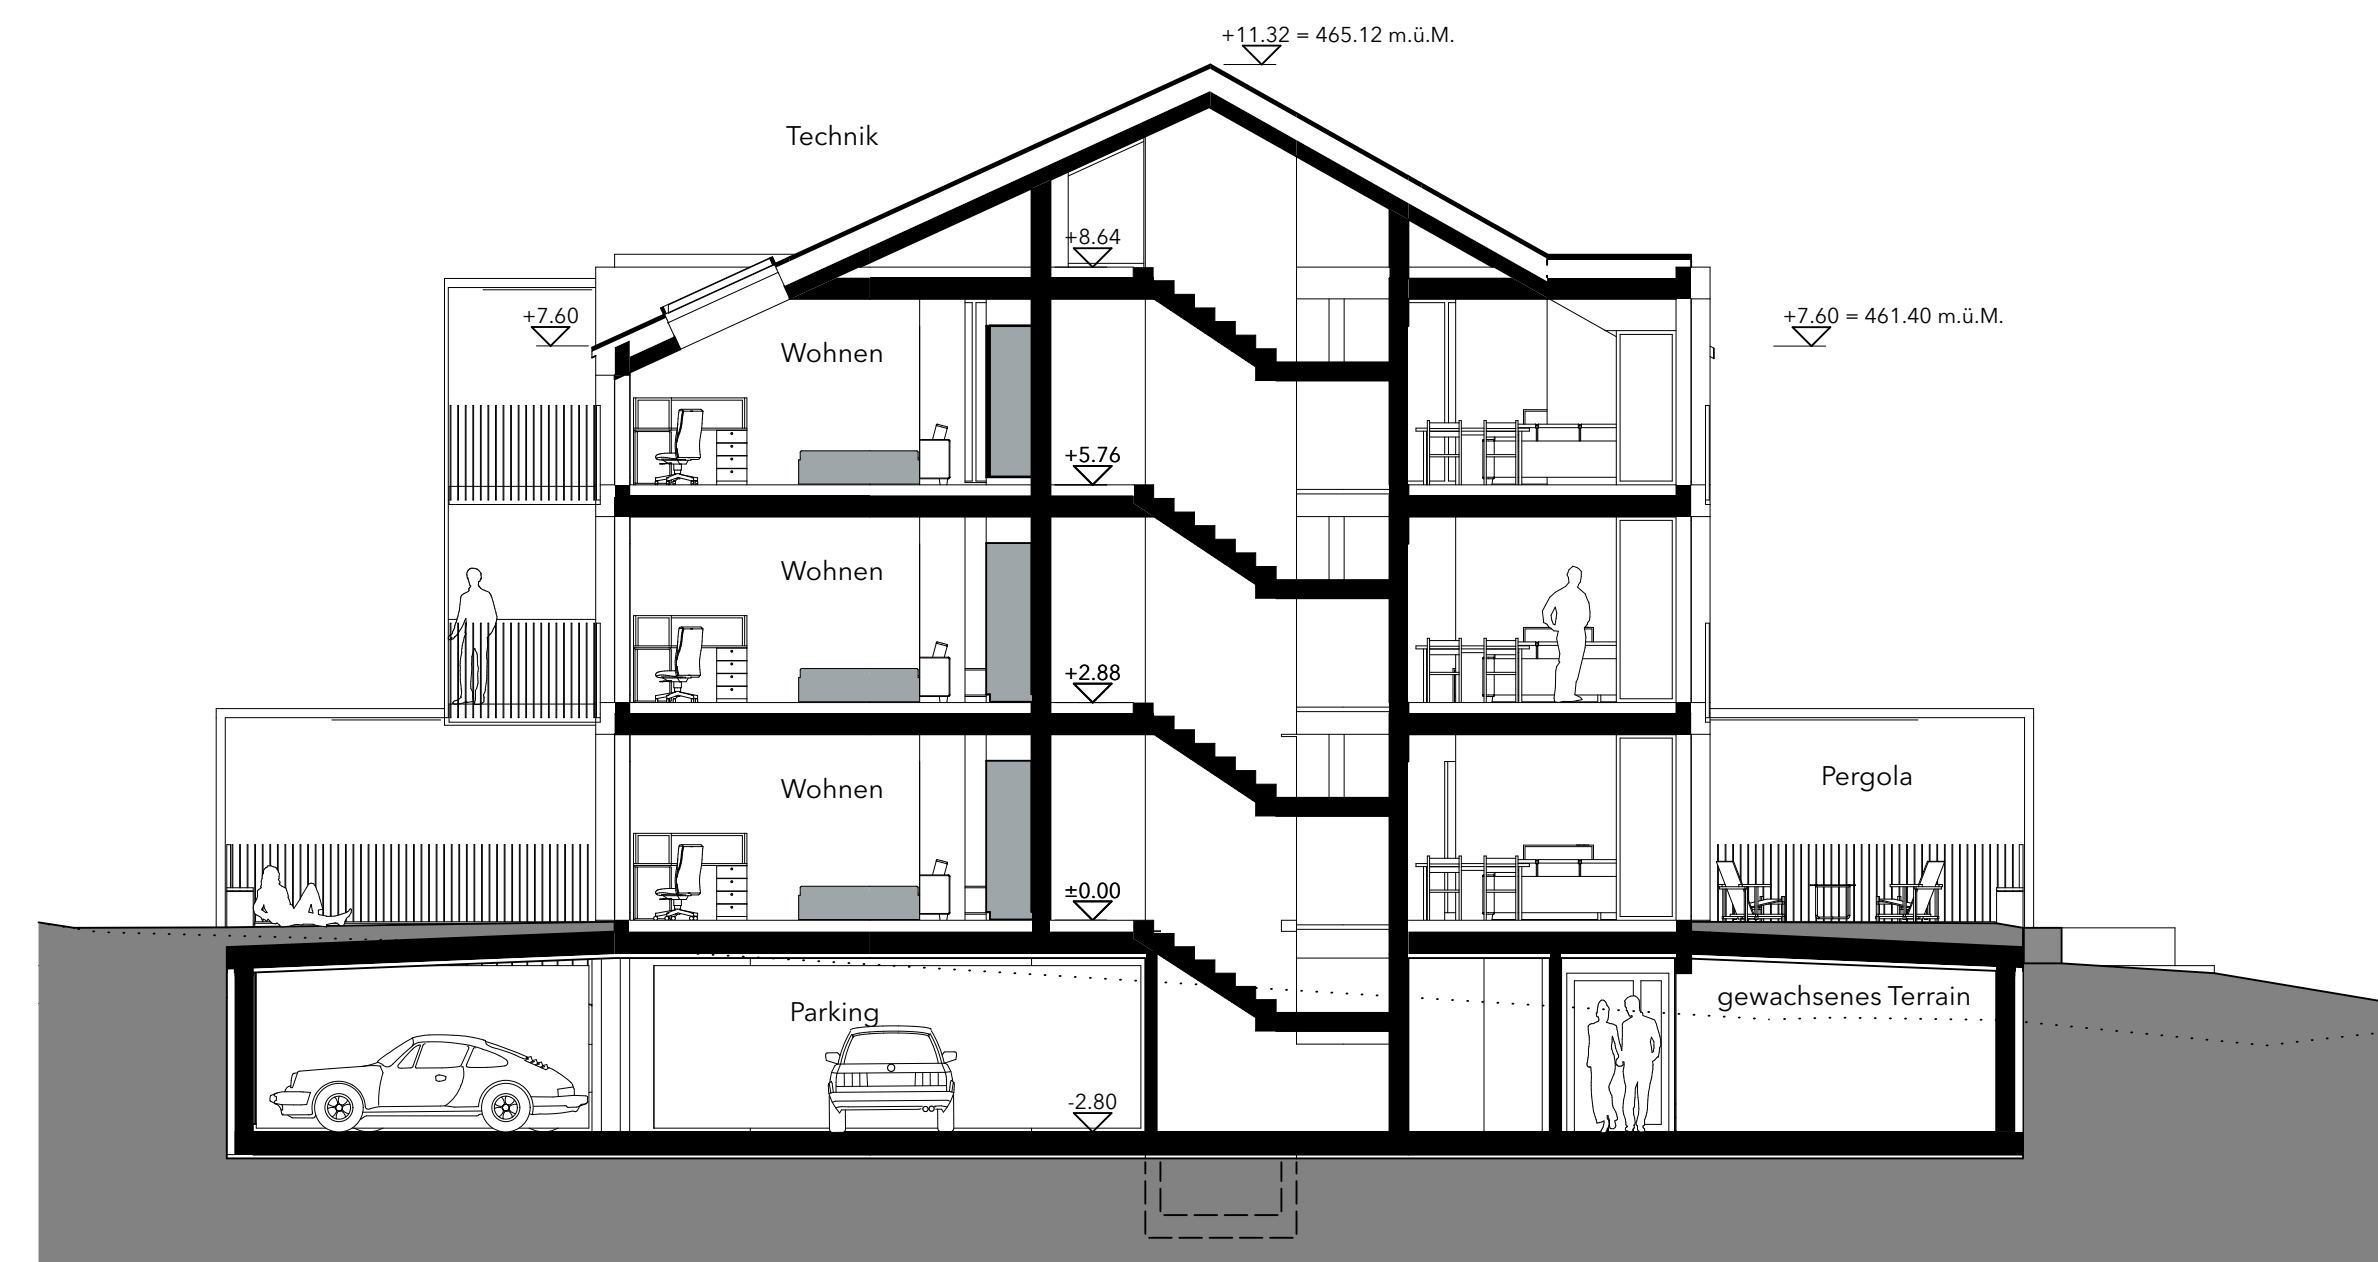 +11.32 = 465.12 m.ü.M.
Technik
+8.64
+7.60
+7.60 = 461.40 m.ü.M.
Wohnen
+5.76
Wohnen
+2.88
Pergola
Wohnen
±0.00
gewachsenes Terrain
Parking
-2.80